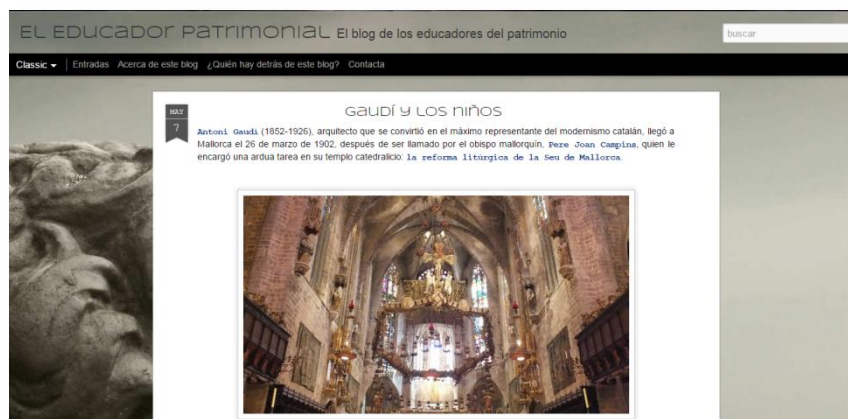 EL EDUCADOR PATRIMONIAL El blog de los educadores del patrimonio
buscar
Classic Entradas Acerca de este blog ¿Quién hay detrás de este blog? Contacta
MAY
7
Gaudí y los niños
Antoni Gaudí (1852-1926), arquitecto que se convirtió en el máximo representante del modernismo catalán, llegó a
Mallorca el 26 de marzo de 1902, después de ser llamado por el obispo mallorquín, Pere Joan Campins, quien le
encargó una ardua tarea en su templo catedralicio: la reforma litúrgica de la Seu de Mallorca.